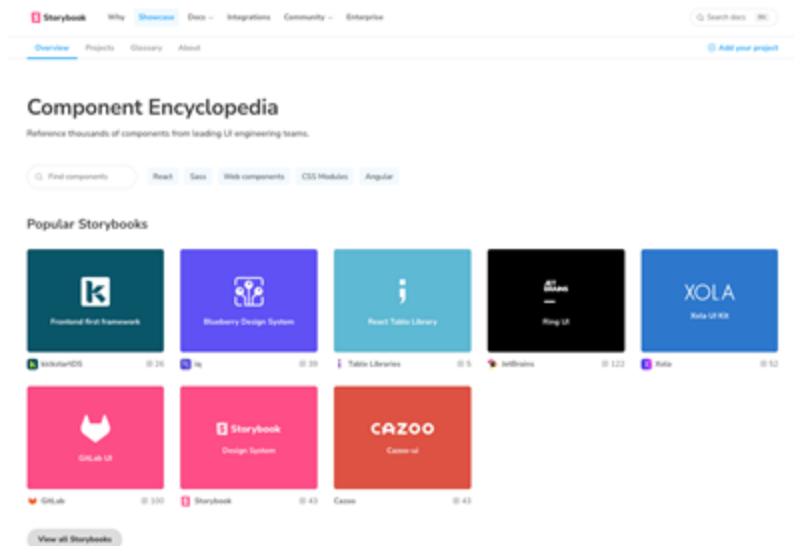 Storybook Why Showcase Docs Integrations Community Enterprise Search docs
Overview Projects Glossary About Add your project
Component Encyclopedia
Reference thousands of components from leading UI engineering teams.
Find components React Sass Web components CSS Modules Angular
Popular Storybooks
Frontend first framework
Blueberry Design System
React Table Library
JET BRAINS
Ring UI
XOLA
Xola UI Kit
kickstartDS 26
iq 39
Table Libraries 5
JetBrains 122
Xola 52
GitLab UI
Storybook
Design System
CAZOO
Cazoo-ui
GitLab 100
Storybook 43
Cazoo 43
View all Storybooks